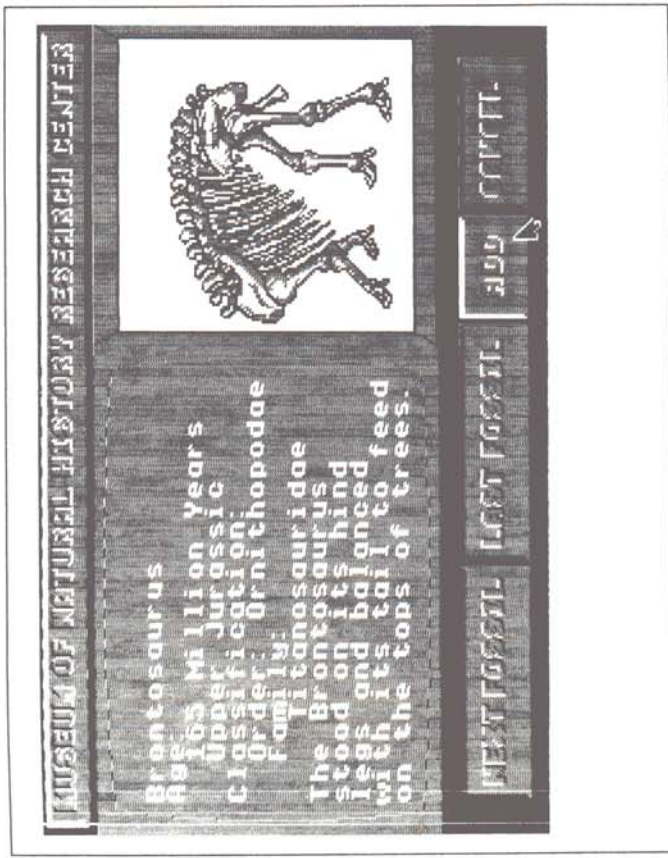 MUSEUM OF NATURAL HISTORY RESEARCH CENTER
Brontosaurus
Age:
163 Million Years
Upper Jurassic
Classification:
Order: Ornithopodae
Family:
Titanosauridae
The Brontosaurus
stood on its hind
legs and balanced
with its tail to feed
on the tops of trees.
NEXT FOSSIL
LAST FOSSIL
ADD